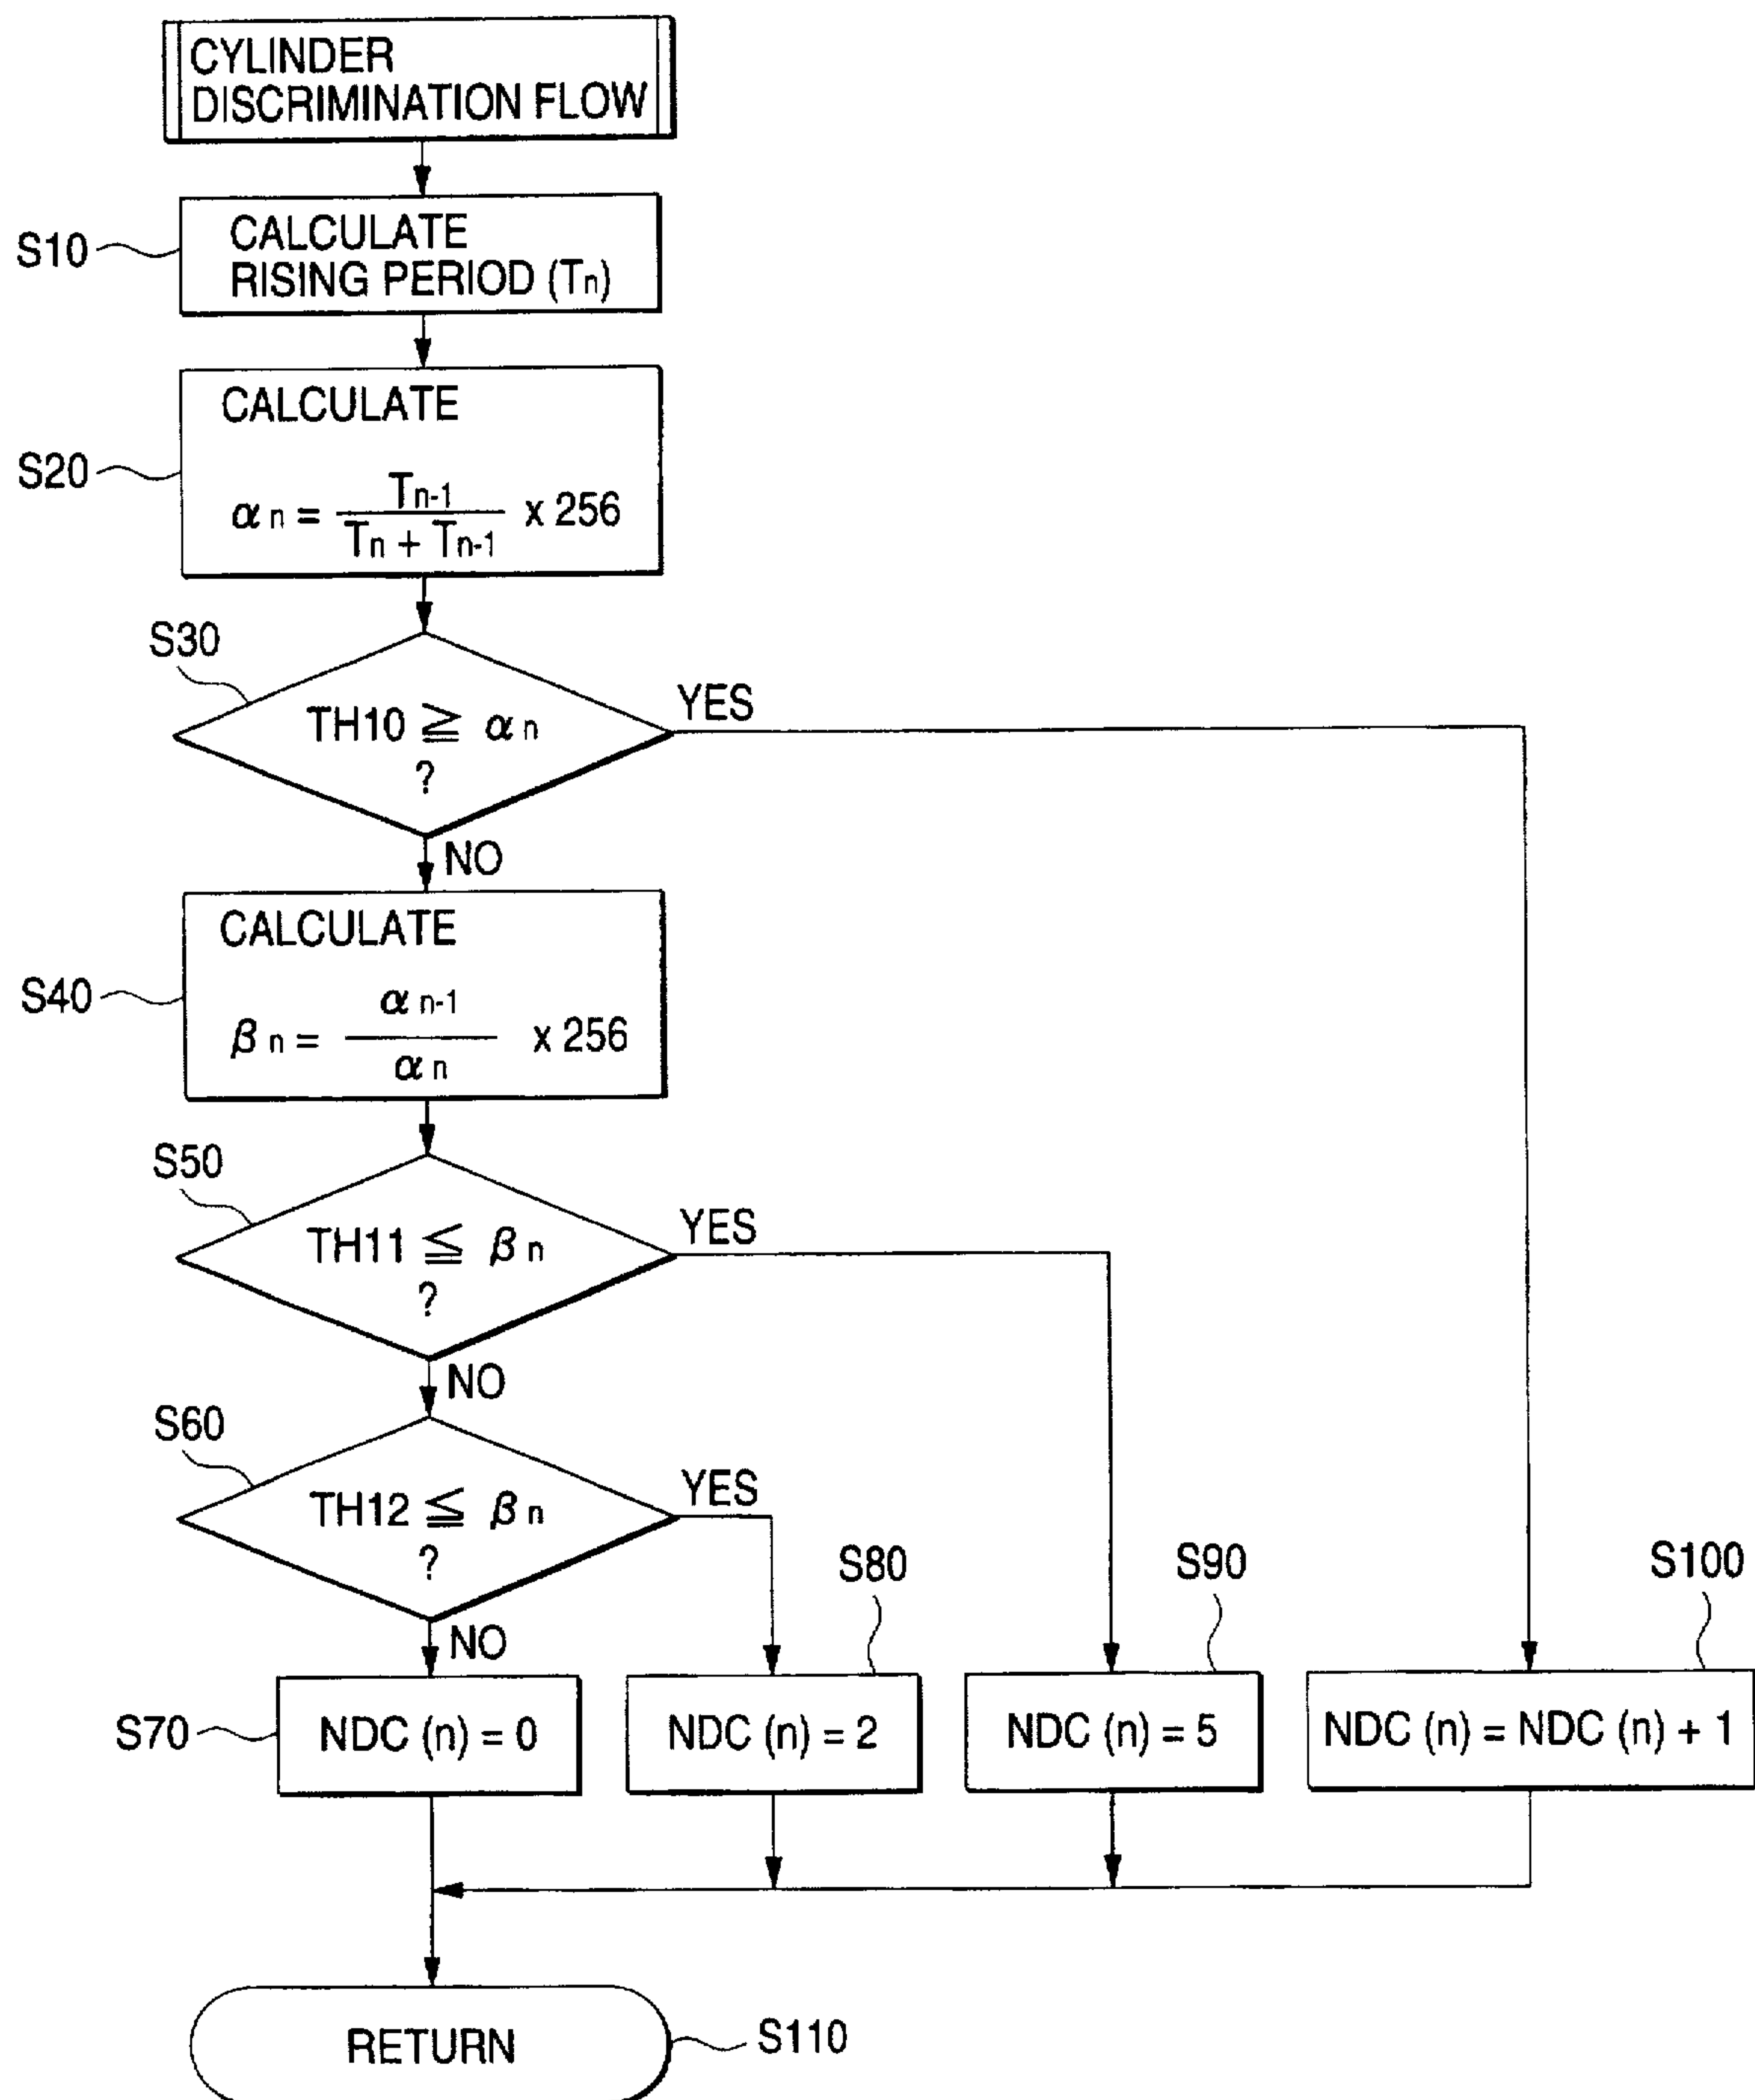 CYLINDER
DISCRIMINATION FLOW
S10
CALCULATE
RISING PERIOD (Tn)
S20
CALCULATE
αn = Tn-1 / Tn + Tn-1 x 256
S30
TH10 ≧ αn
?
YES
NO
S40
CALCULATE
βn = αn-1 / αn x 256
S50
TH11 ≦ βn
?
YES
NO
S60
TH12 ≦ βn
?
YES
NO
S70
NDC (n) = 0
S80
NDC (n) = 2
S90
NDC (n) = 5
S100
NDC (n) = NDC (n) + 1
RETURN
S110